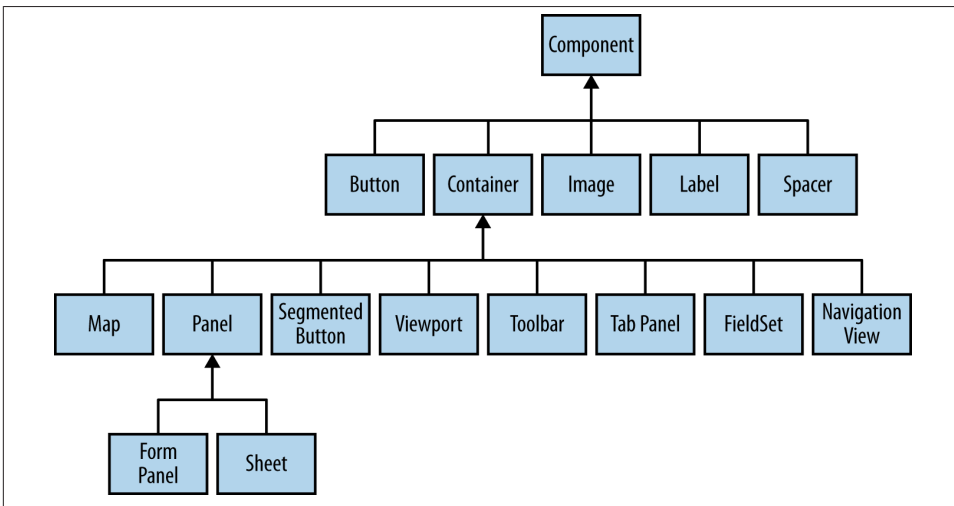 Component
Button
Container
Image
Label
Spacer
Map
Panel
Segmented
Button
Viewport
Toolbar
Tab Panel
FieldSet
Navigation
View
Form
Panel
Sheet